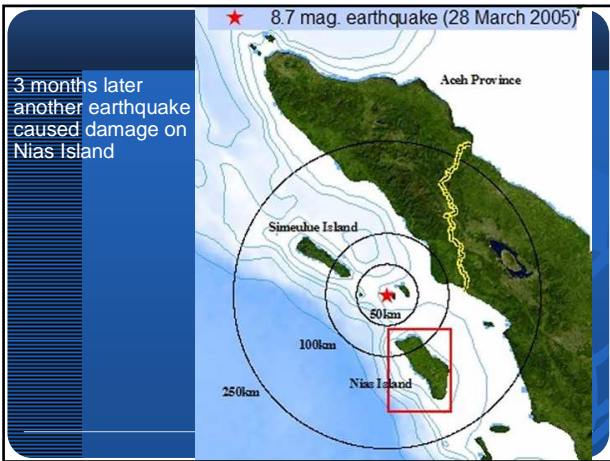 8.7 mag. earthquake (28 March 2005)
3 months later
another earthquake
caused damage on
Nias Island
Aceh Province
Simeulue Island
50km
100km
Nias Island
250km